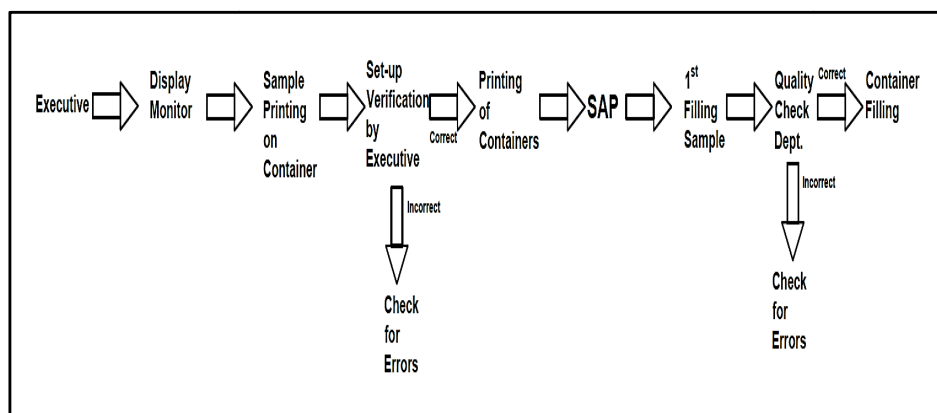 Executive
Display
Monitor
Sample
Printing
on
Container
Set-up
Verification
by
Executive
Correct
Incorrect
Check
for
Errors
Printing
of
Containers
SAP
1st
Filling
Sample
Quality
Check
Dept.
Correct
Incorrect
Check
for
Errors
Container
Filling